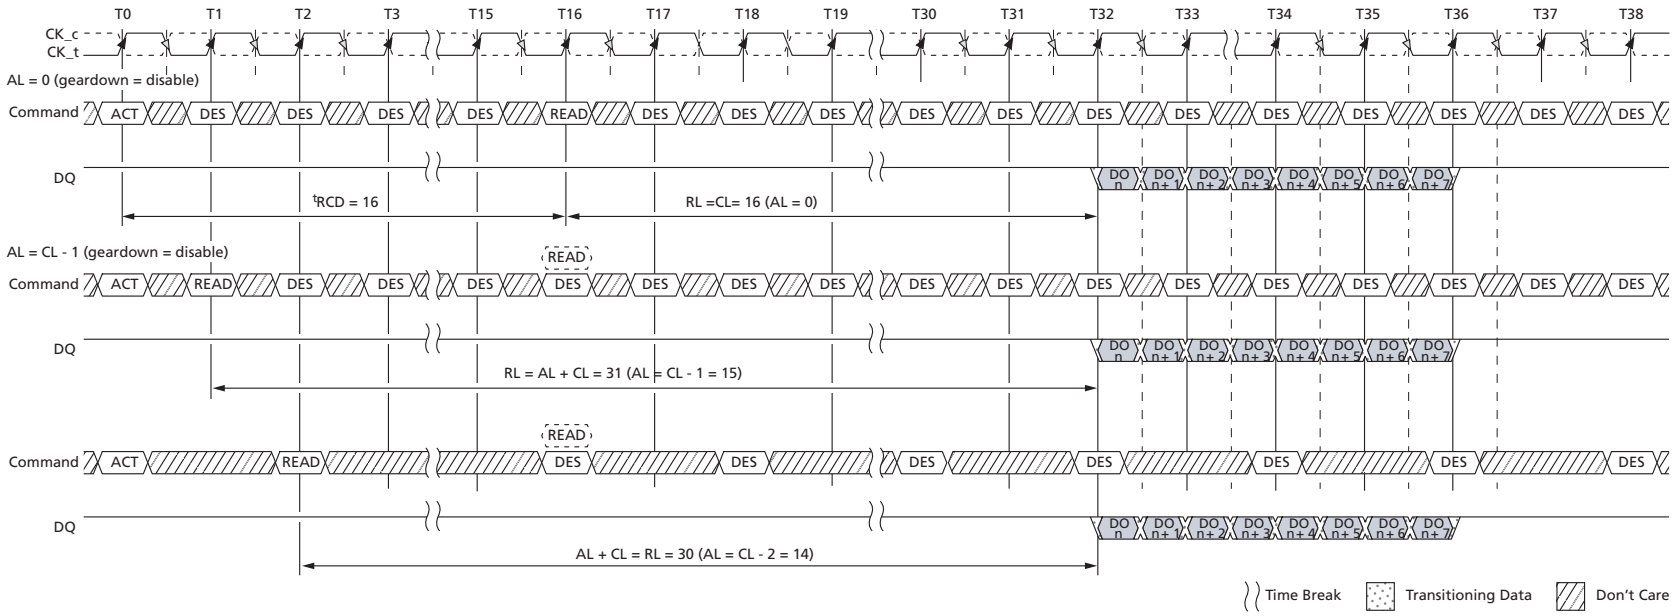 T0 T1 T2 T3 T15 T16 T17 T18 T19 T30 T31 T32 T33 T34 T35 T36 T37 T38
CK_c
CK_t
AL = 0 (geardown = disable)
Command ACT DES DES DES DES READ DES DES DES DES DES DES DES DES DES DES DES DES
DQ DO n DO n + 1 DO n + 2 DO n + 3 DO n + 4 DO n + 5 DO n + 6 DO n + 7
tRCD = 16 RL =CL= 16 (AL = 0)
AL = CL - 1 (geardown = disable)
READ
Command ACT READ DES DES DES DES DES DES DES DES DES DES DES DES DES DES DES DES
DQ DO n DO n + 1 DO n + 2 DO n + 3 DO n + 4 DO n + 5 DO n + 6 DO n + 7
RL = AL + CL = 31 (AL = CL - 1 = 15)
READ
Command ACT READ DES DES DES DES DES DES DES
DQ DO n DO n + 1 DO n + 2 DO n + 3 DO n + 4 DO n + 5 DO n + 6 DO n + 7
AL + CL = RL = 30 (AL = CL - 2 = 14)
Time Break Transitioning Data Don't Care